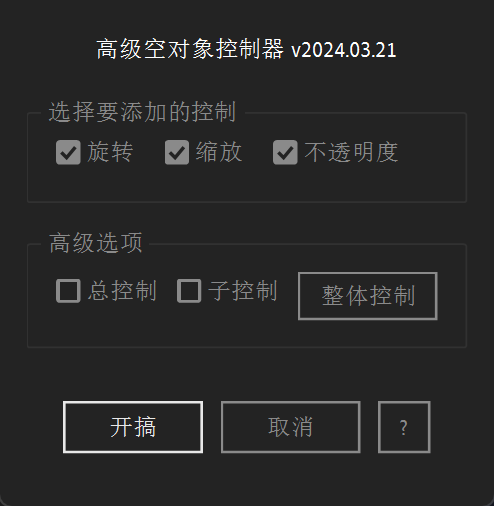 高级空对象控制器 v2024.03.21
选择要添加的控制
旋转 缩放 不透明度
高级选项
总控制 子控制 整体控制
开搞 取消 ?